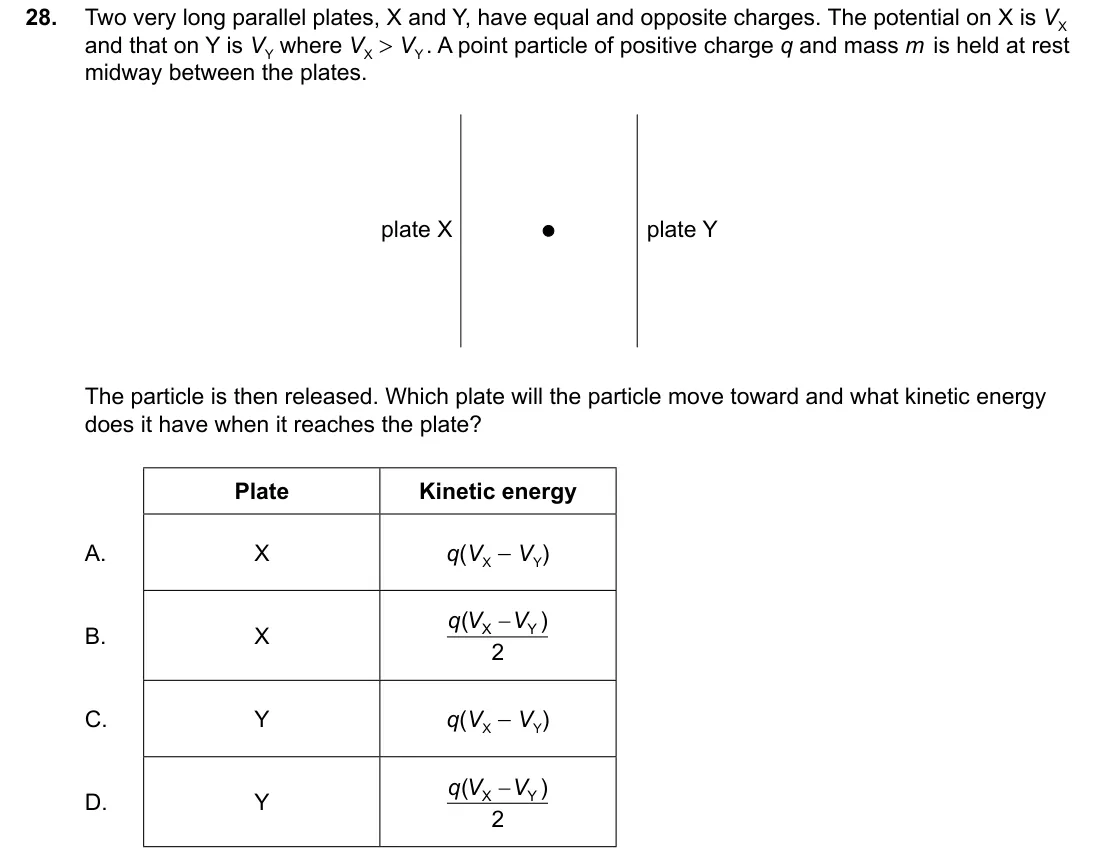 28. Two very long parallel plates, X and Y, have equal and opposite charges. The potential on X is V_X
and that on Y is V_Y where V_X > V_Y. A point particle of positive charge q and mass m is held at rest
midway between the plates.
plate X plate Y
The particle is then released. Which plate will the particle move toward and what kinetic energy
does it have when it reaches the plate?
Plate Kinetic energy
A. X q(V_X – V_Y)
B. X q(V_X – V_Y)/2
C. Y q(V_X – V_Y)
D. Y q(V_X – V_Y)/2